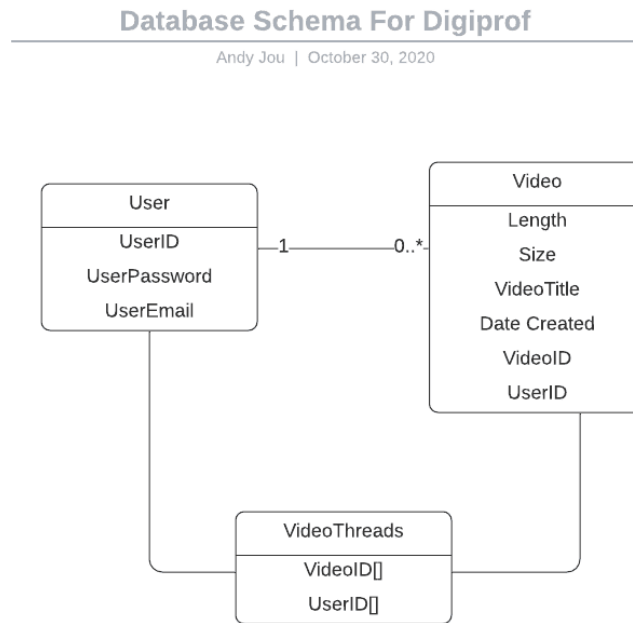 Database Schema For Digiprof
Andy Jou | October 30, 2020
User
UserID
UserPassword
UserEmail
1
0..*
Video
Length
Size
VideoTitle
Date Created
VideoID
UserID
VideoThreads
VideoID[]
UserID[]